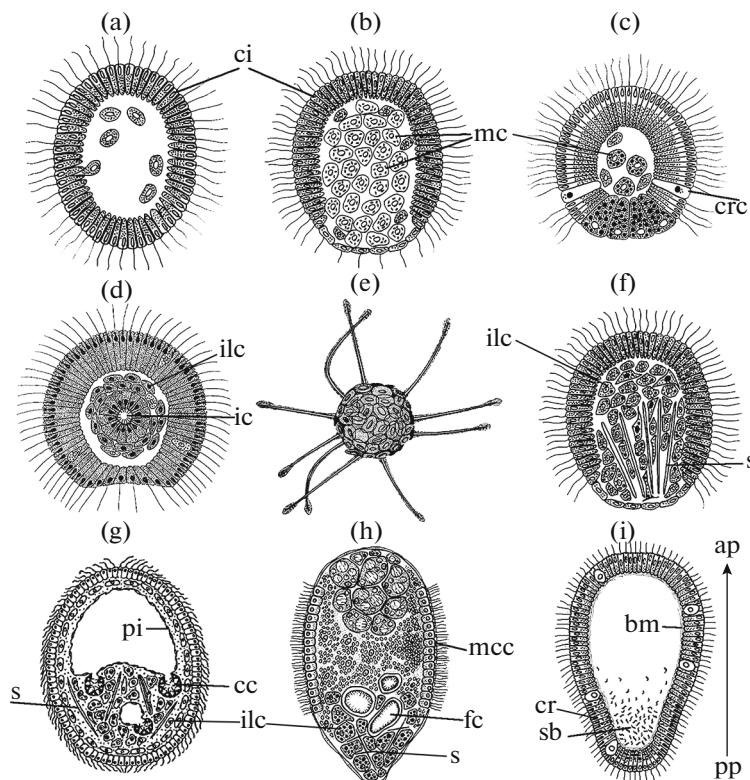 (a) (b) (c)
ci
mc
crc
(d) (e) (f)
ilc
ilc
ic
s
(g) (h) (i)
ap
pi
bm
mcc
s
cc
cr
ilc
fc
sb
s
pp